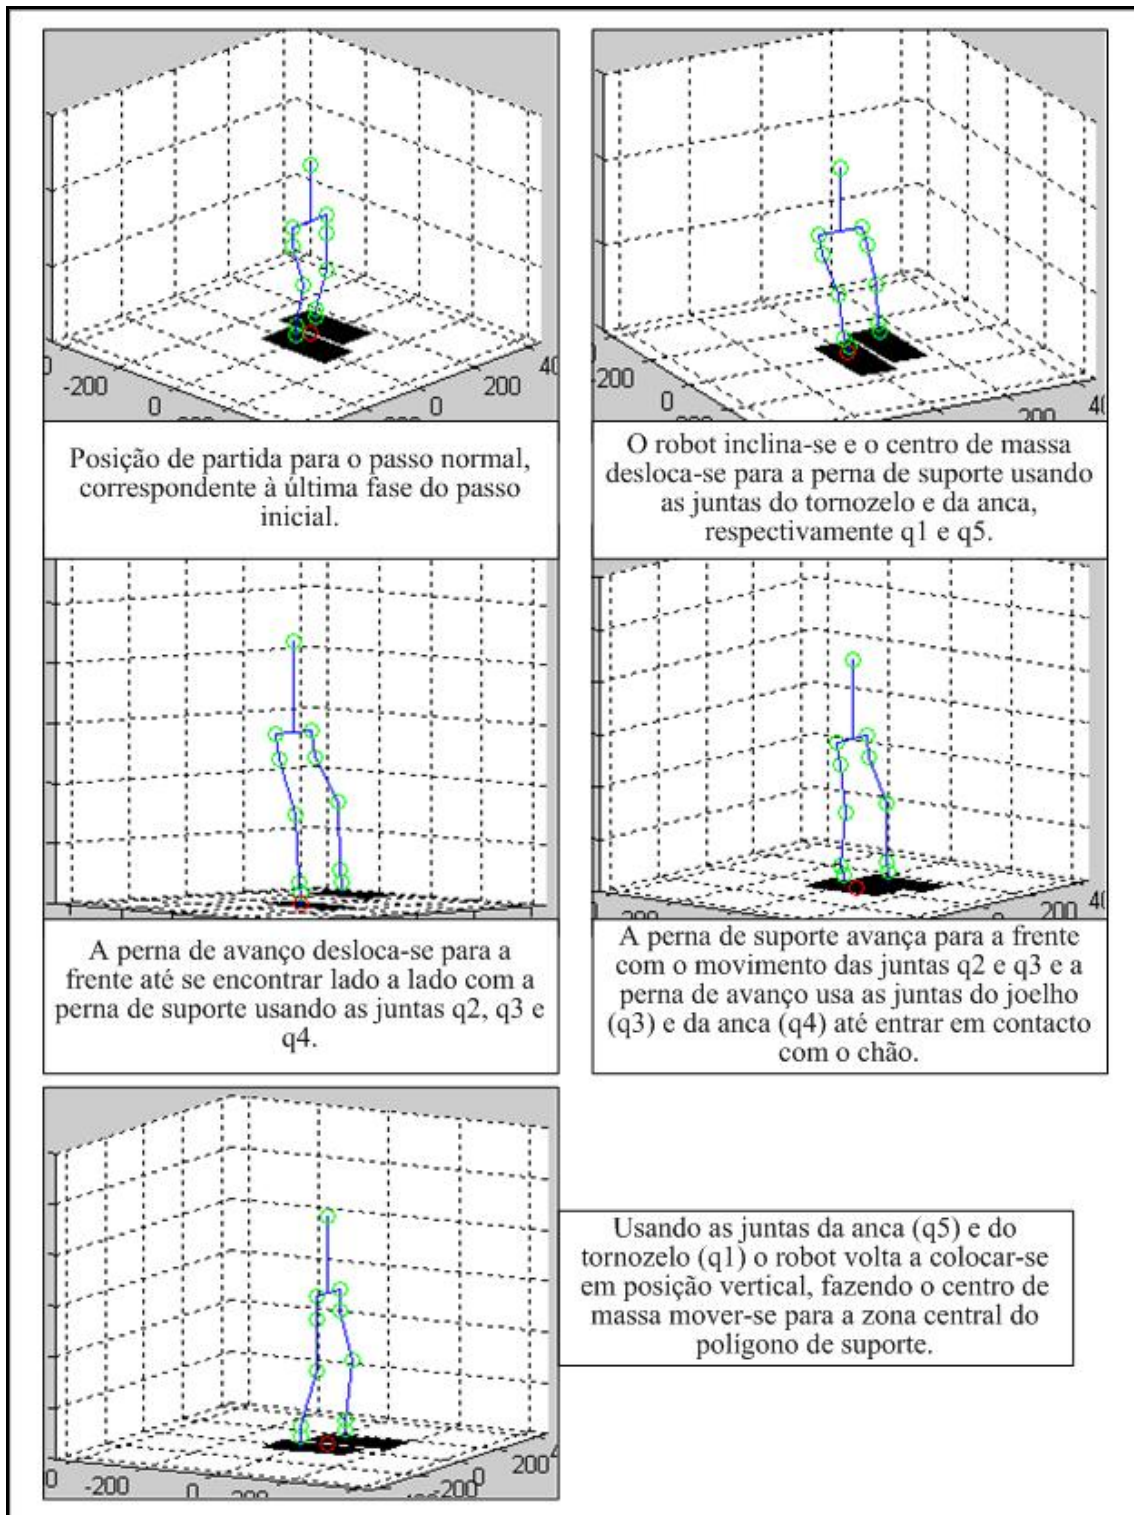 40
200
0
-200
0
0
-200
0
200
40
Posição de partida para o passo normal,
correspondente à última fase do passo
inicial.
O robot inclina-se e o centro de massa
desloca-se para a perna de suporte usando
as juntas do tornozelo e da anca,
respectivamente q1 e q5.
200
40
0
A perna de avanço desloca-se para a
frente até se encontrar lado a lado com a
perna de suporte usando as juntas q2, q3 e
q4.
A perna de suporte avança para a frente
com o movimento das juntas q2 e q3 e a
perna de avanço usa as juntas do joelho
(q3) e da anca (q4) até entrar em contacto
com o chão.
Usando as juntas da anca (q5) e do
tornozelo (q1) o robot volta a colocar-se
em posição vertical, fazendo o centro de
massa mover-se para a zona central do
polígono de suporte.
0
-200
0
200
0
-200